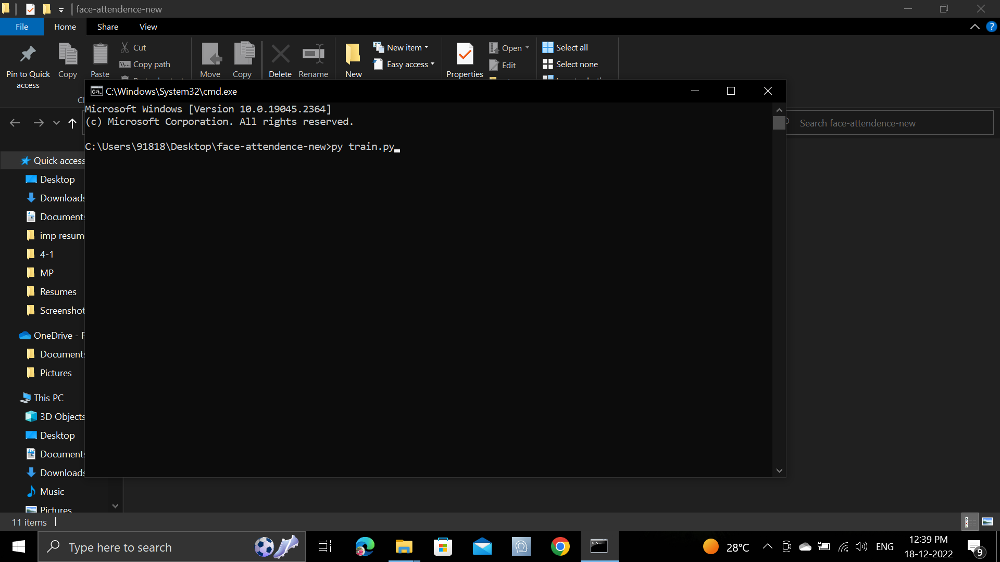 face-attendence-new
File Home Share View
Pin to Quick access
Copy
Paste
Cut
Copy path
Move
Copy
Delete
Rename
New
New item
Easy access
Properties
Open
Edit
Select all
Select none
C:\Windows\System32\cmd.exe
Microsoft Windows [Version 10.0.19045.2364]
(c) Microsoft Corporation. All rights reserved.
C:\Users\91818\Desktop\face-attendence-new>py train.py
Search face-attendence-new
Quick access
Desktop
Downloads
Documents
imp resum
4-1
MP
Resumes
Screenshot
OneDrive - P
Documents
Pictures
This PC
3D Objects
Desktop
Documents
Downloads
Music
Pictures
11 items
Type here to search
28°C
ENG
12:39 PM
18-12-2022
9